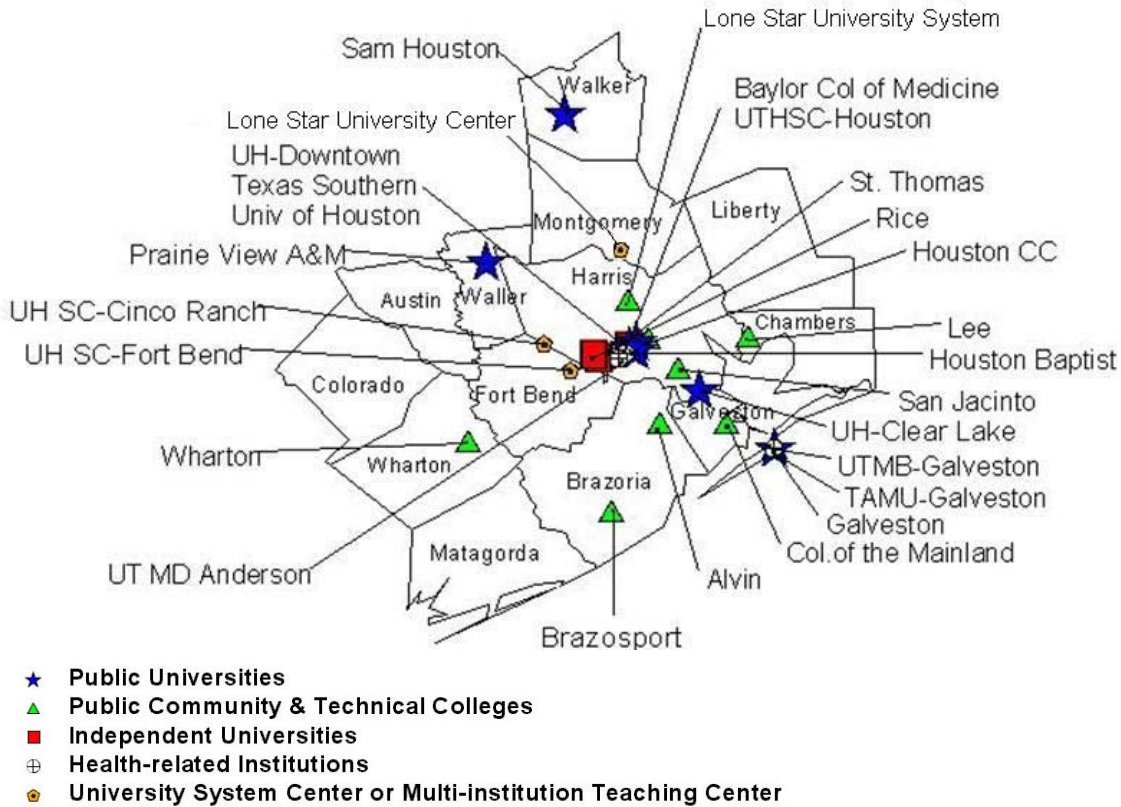 Lone Star University System
Sam Houston
Walker
Baylor Col of Medicine
UTHSC-Houston
Lone Star University Center
UH-Downtown
Texas Southern
Univ of Houston
St. Thomas
Rice
Liberty
Montgomery
Prairie View A&M
Houston CC
Harris
Austin
Waller
UH SC-Cinco Ranch
Chambers
Lee
UH SC-Fort Bend
Houston Baptist
Colorado
Fort Bend
San Jacinto
Galveston
UH-Clear Lake
Wharton
Wharton
UTMB-Galveston
Brazoria
TAMU-Galveston
Galveston
Col.of the Mainland
Matagorda
UT MD Anderson
Alvin
Brazosport
Public Universities
Public Community & Technical Colleges
Independent Universities
Health-related Institutions
University System Center or Multi-institution Teaching Center